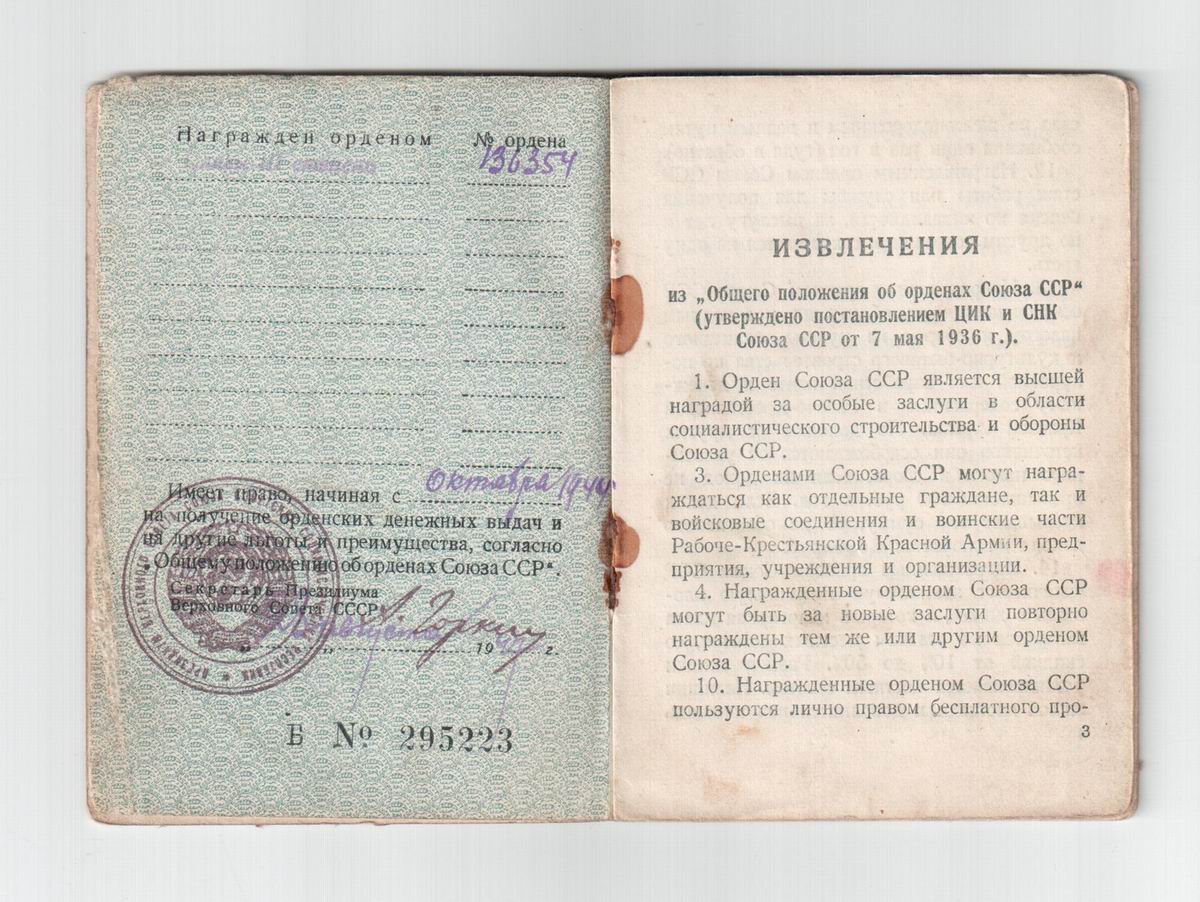 Награжден орденом № ордена
136354
Имеет право, начиная с Октября 194
на получение орденских денежных выдач и
на другие льготы и преимущества, согласно
„Общему положению об орденах Союза ССР“.
Секретарь Президиума
Верховного Совета СССР
А. Горкин
августа 19 г.
Б № 295223
ИЗВЛЕЧЕНИЯ
из „Общего положения об орденах Союза ССР“
(утверждено постановлением ЦИК и СНК
Союза ССР от 7 мая 1936 г.).
1. Орден Союза ССР является высшей
наградой за особые заслуги в области
социалистического строительства и обороны
Союза ССР.
3. Орденами Союза ССР могут награ-
ждаться как отдельные граждане, так и
войсковые соединения и воинские части
Рабоче-Крестьянской Красной Армии, пред-
приятия, учреждения и организации.
4. Награжденные орденом Союза ССР
могут быть за новые заслуги повторно
награждены тем же или другим орденом
Союза ССР.
10. Награжденные орденом Союза ССР
пользуются лично правом бесплатного про-
3